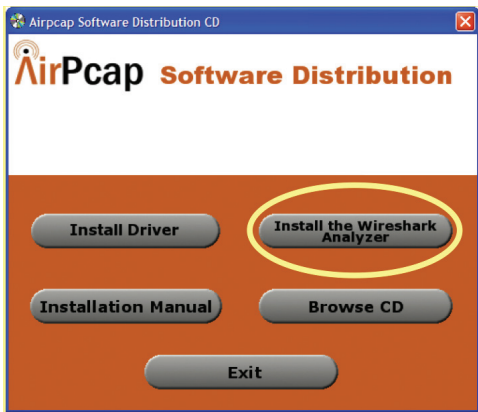 Airpcap Software Distribution CD
AirPcap Software Distribution
Install Driver
Install the Wireshark
Analyzer
Installation Manual
Browse CD
Exit